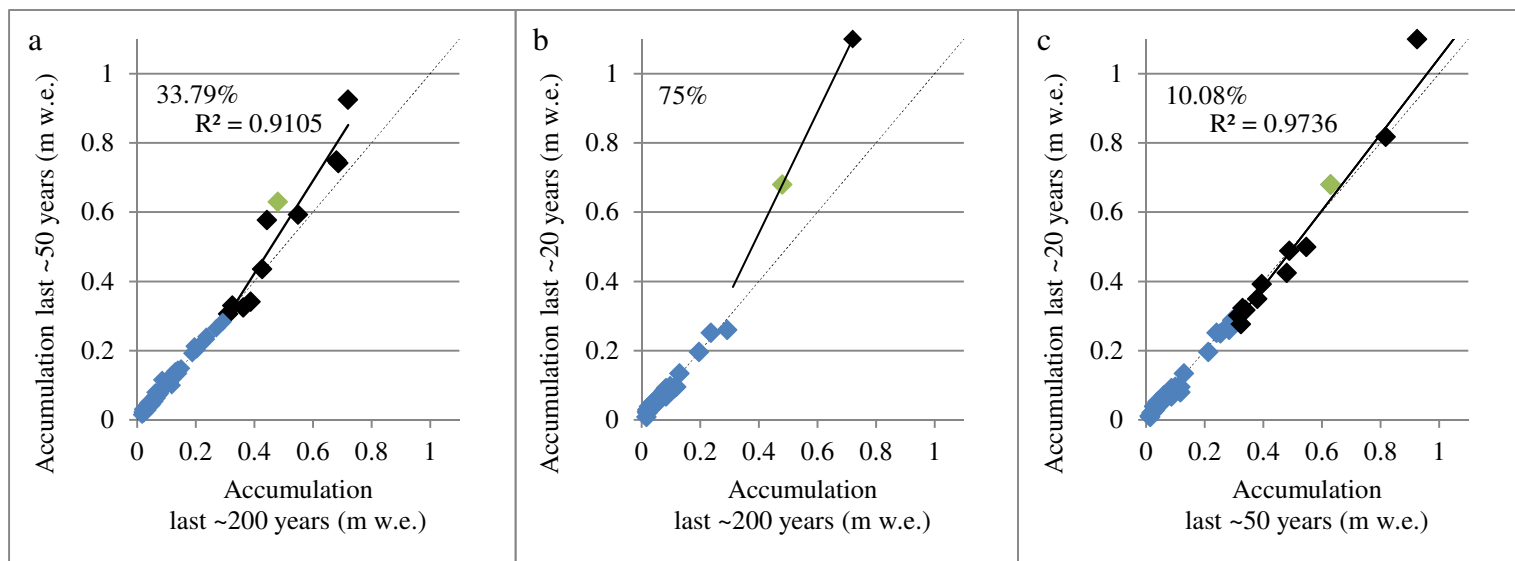 a
33.79%
R² = 0.9105
1
0.8
0.6
0.4
0.2
0
0 0.2 0.4 0.6 0.8 1
Accumulation last ~50 years (m w.e.)
Accumulation
last ~200 years (m w.e.)
b
75%
1
0.8
0.6
0.4
0.2
0
0 0.2 0.4 0.6 0.8 1
Accumulation last ~20 years (m w.e.)
Accumulation
last ~200 years (m w.e.)
c
10.08%
R² = 0.9736
1
0.8
0.6
0.4
0.2
0
0 0.2 0.4 0.6 0.8 1
Accumulation last ~20 years (m w.e.)
Accumulation
last ~50 years (m w.e.)